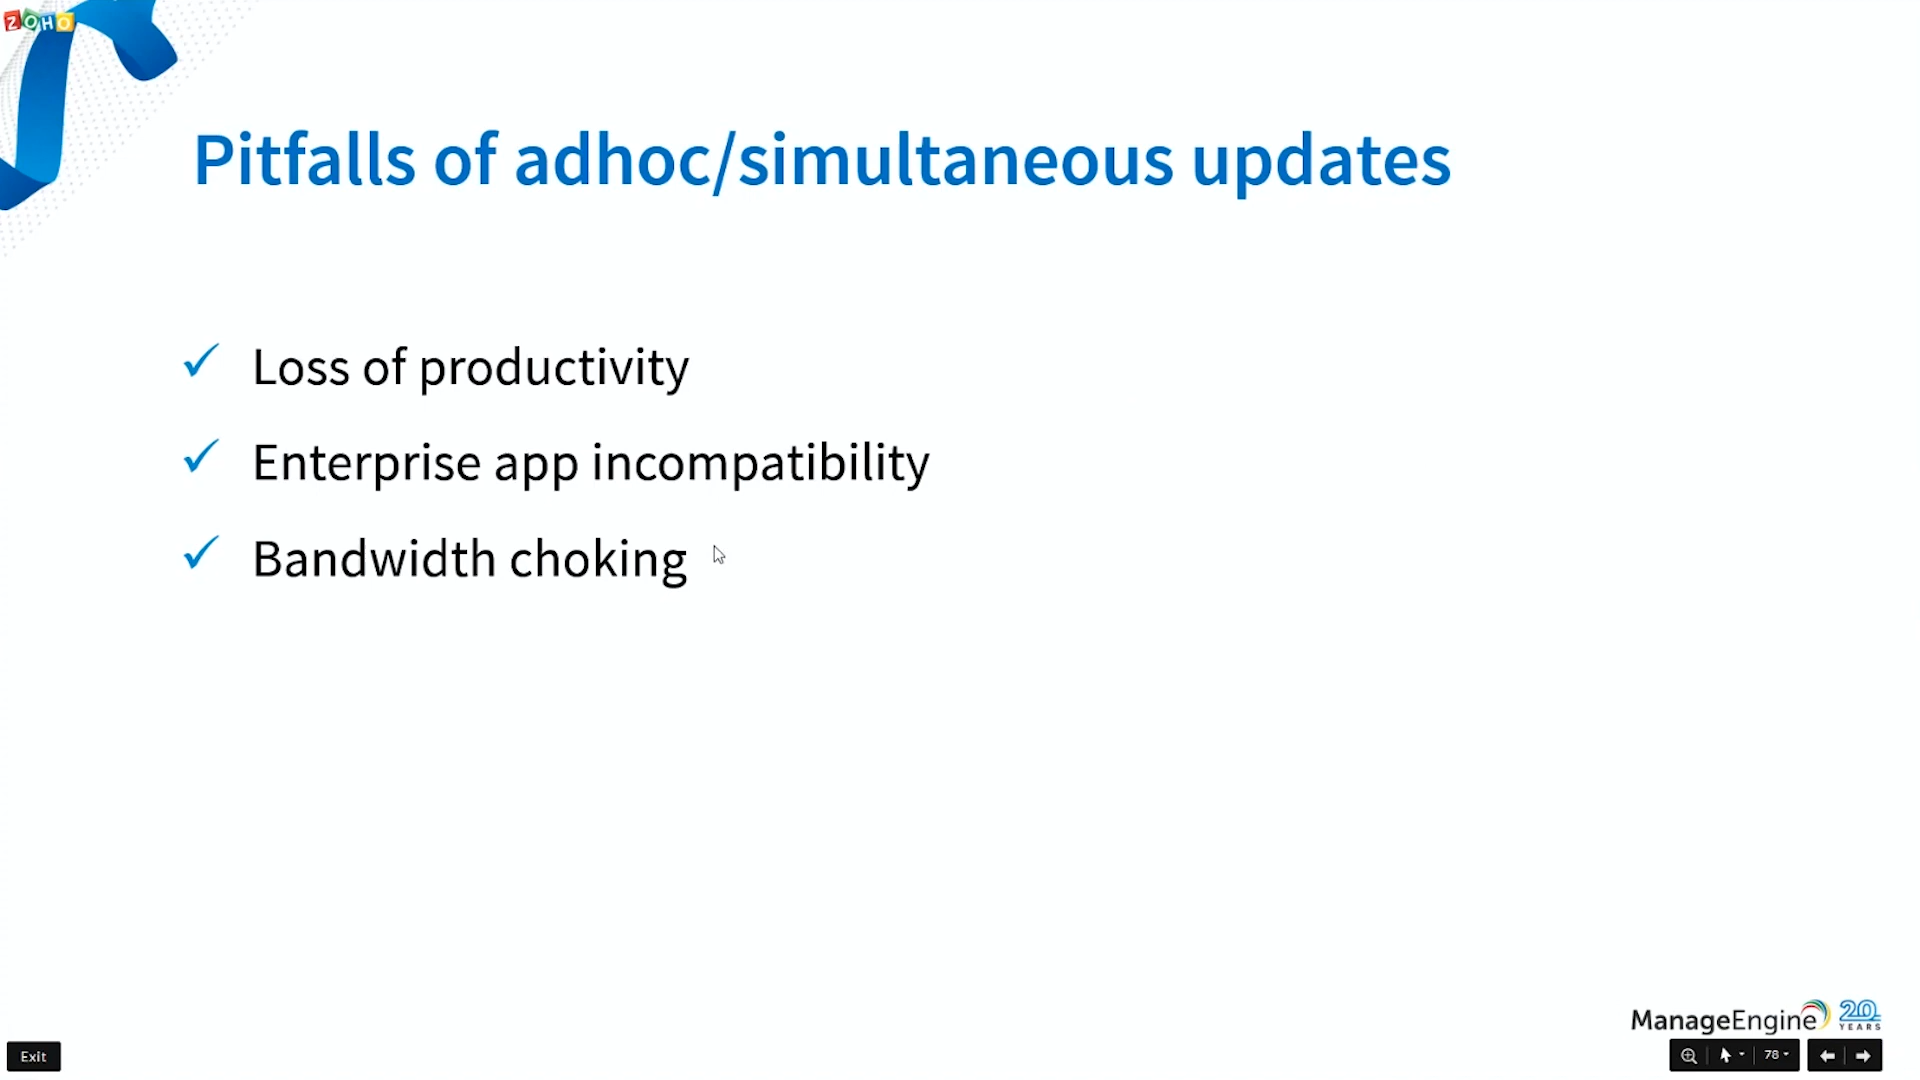 ZOHO
Pitfalls of adhoc/simultaneous updates
Loss of productivity
Enterprise app incompatibility
Bandwidth choking
ManageEngine 20 YEARS
Exit
78